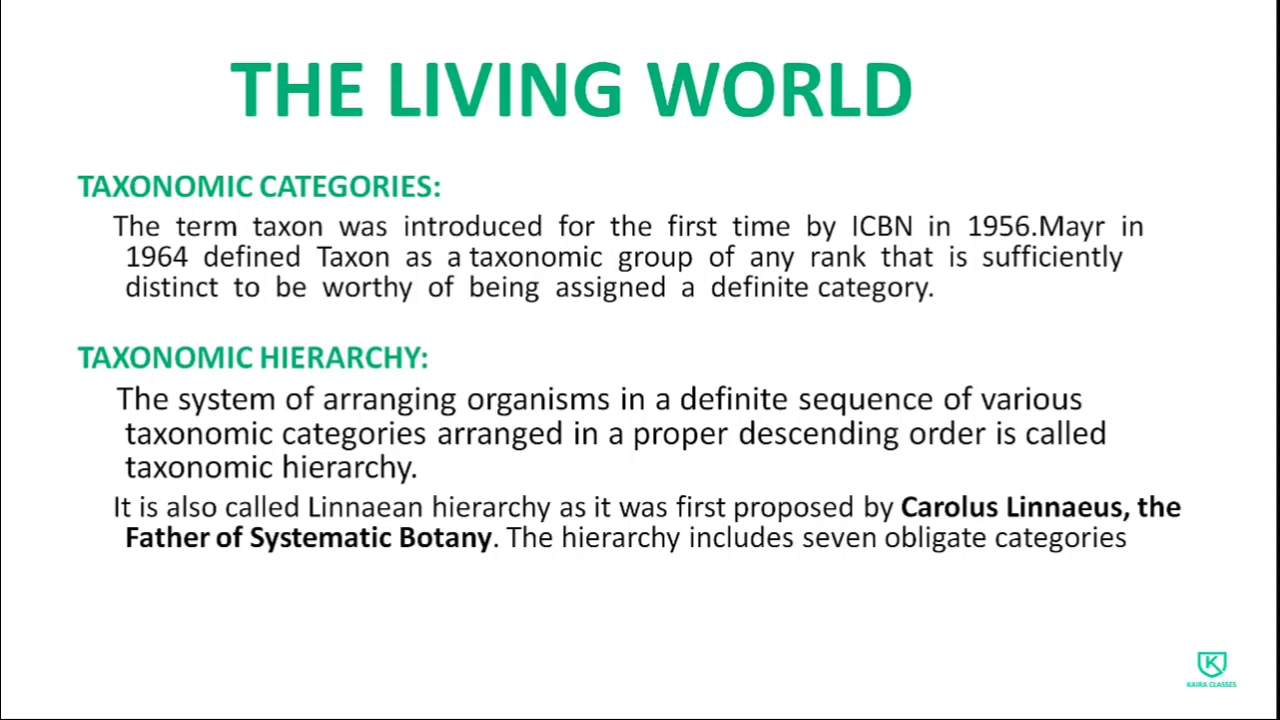 THE LIVING WORLD
TAXONOMIC CATEGORIES:
The term taxon was introduced for the first time by ICBN in 1956.Mayr in
1964 defined Taxon as a taxonomic group of any rank that is sufficiently
distinct to be worthy of being assigned a definite category.
TAXONOMIC HIERARCHY:
The system of arranging organisms in a definite sequence of various
taxonomic categories arranged in a proper descending order is called
taxonomic hierarchy.
It is also called Linnaean hierarchy as it was first proposed by Carolus Linnaeus, the
Father of Systematic Botany. The hierarchy includes seven obligate categories
K
KAIRA CLASSES